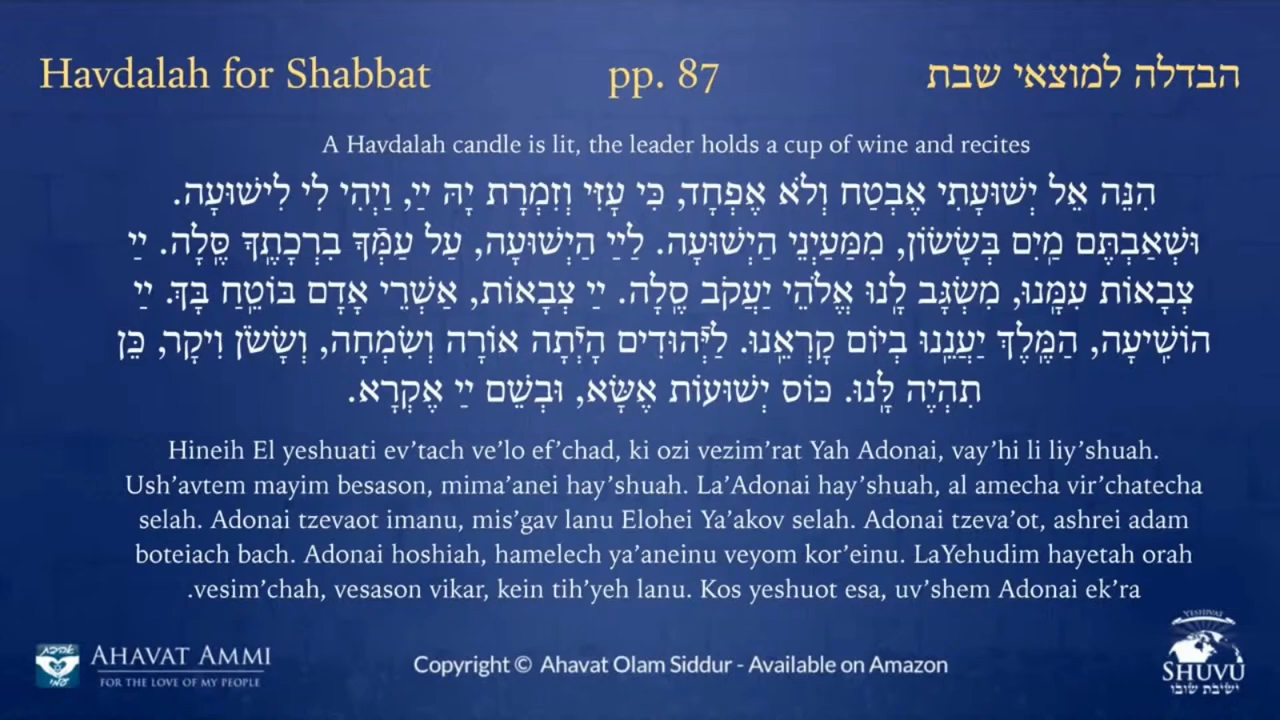 Havdalah for Shabbat
pp. 87
הבדלה למוצאי שבת
A Havdalah candle is lit, the leader holds a cup of wine and recites
הִנֵּה אֵל יְשׁוּעָתִי אֶבְטַח וְלֹא אֶפְחָד, כִּי עָזִּי וְזִמְרָת יָהּ יְיָ, וַיְהִי לִי לִישׁוּעָה.
וּשְׁאַבְתֶּם מַיִם בְּשָׂשׂוֹן, מִמַּעַיְנֵי הַיְשׁוּעָה. לַייָ הַיְשׁוּעָה, עַל עַמְּךָ בִרְכָתֶךָ סֶּלָה. יְיָ
צְבָאוֹת עִמָּנוּ, מִשְׂגָּב לָנוּ אֱלֹהֵי יַעֲקֹב סֶלָה. יְיָ צְבָאוֹת, אַשְׁרֵי אָדָם בּוֹטֵחַ בָּךְ. יְיָ
הוֹשִׁיעָה, הַמֶּלֶךְ יַעֲנֵנוּ בְיוֹם קָרְאֵנוּ. לַיְּהוּדִים הָיְתָה אוֹרָה וְשִׂמְחָה, וְשָׂשֹׂן וִיקָר, כֵּן
תִהְיֶה לָּנוּ. כּוֹס יְשׁוּעוֹת אֶשָּׂא, וּבְשֵׁם יְיָ אֶקְרָא.
Hineih El yeshuati ev’tach ve’lo ef’chad, ki ozi vezim’rat Yah Adonai, vay’hi li liy’shuah.
Ush’avtem mayim besason, mima’anei hay’shuah. La’Adonai hay’shuah, al amecha vir’chatecha
selah. Adonai tzevaot imanu, mis’gav lanu Elohei Ya’akov selah. Adonai tzeva’ot, ashrei adam
boteiach bach. Adonai hoshiah, hamelech ya’aneinu veyom kor’einu. LaYehudim hayetah orah
.vesim’chah, vesason vikar, kein tih’yeh lanu. Kos yeshuot esa, uv’shem Adonai ek’ra
AHAVAT AMMI
FOR THE LOVE OF MY PEOPLE
Copyright © Ahavat Olam Siddur - Available on Amazon
YESHIVAT
SHUVU
ישיבת שובו